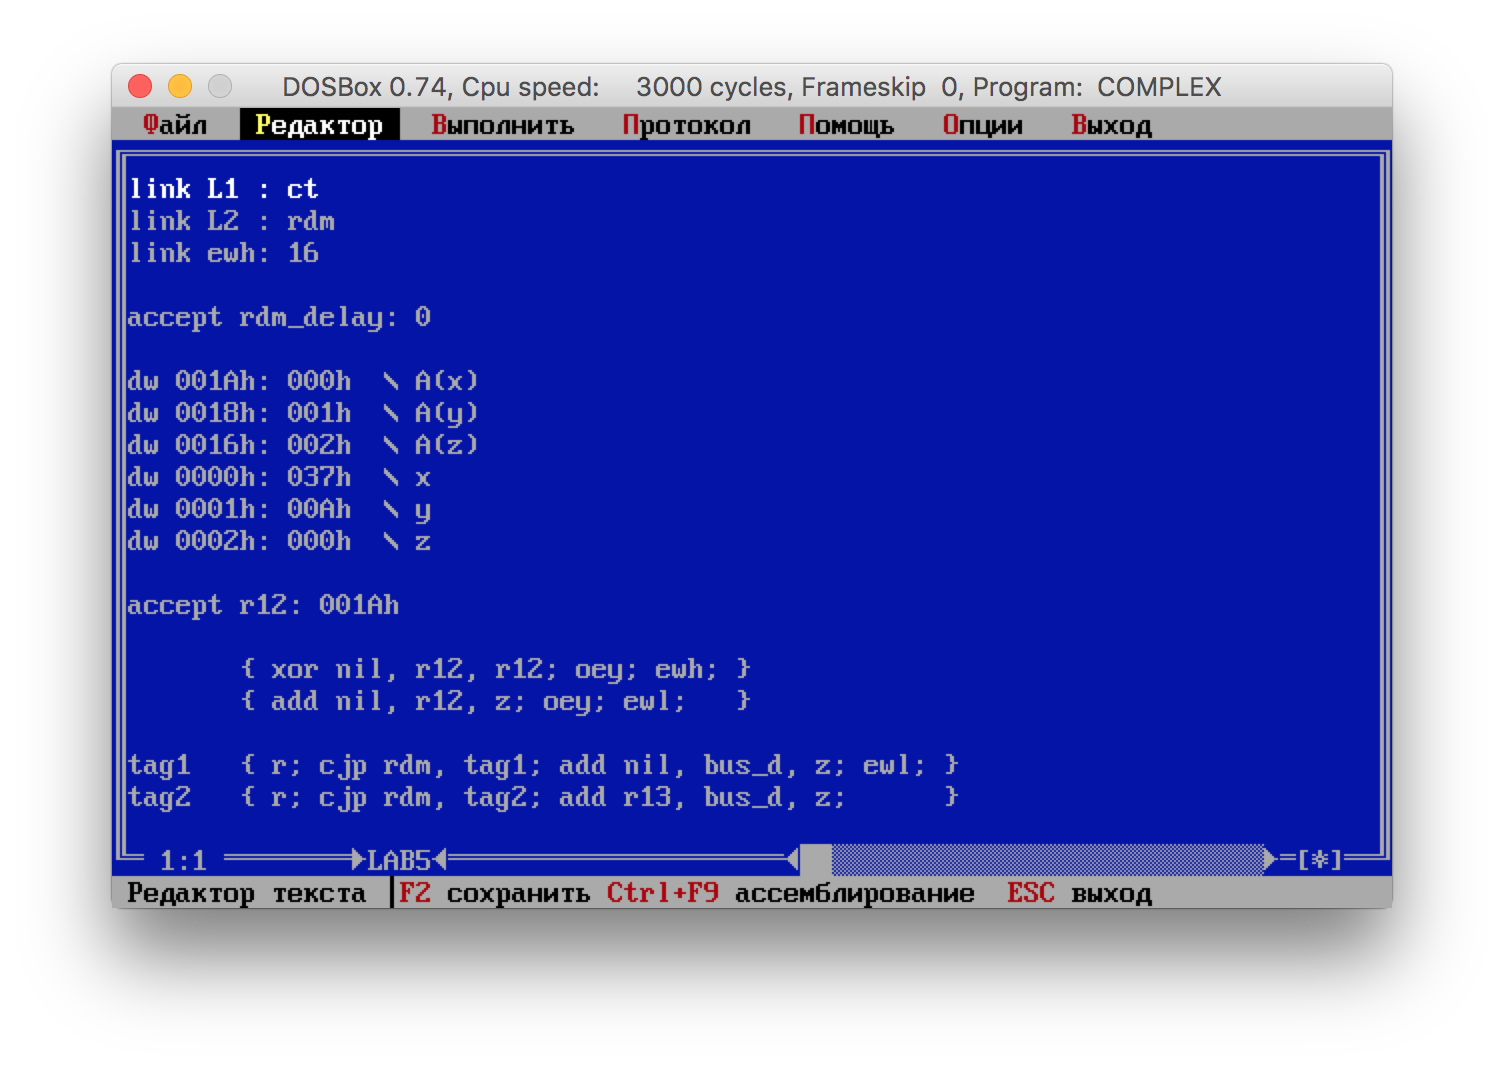 DOSBox 0.74, Cpu speed: 3000 cycles, Frameskip 0, Program: COMPLEX
Файл Редактор Выполнить Протокол Помощь Опции Выход
link L1 : ct
link L2 : rdm
link ewh: 16
accept rdm_delay: 0
dw 001Ah: 000h \ A(x)
dw 0018h: 001h \ A(y)
dw 0016h: 002h \ A(z)
dw 0000h: 037h \ x
dw 0001h: 00Ah \ y
dw 0002h: 000h \ z
accept r12: 001Ah
{ xor nil, r12, r12; oey; ewh; }
{ add nil, r12, z; oey; ewl; }
tag1 { r; cjp rdm, tag1; add nil, bus_d, z; ewl; }
tag2 { r; cjp rdm, tag2; add r13, bus_d, z; }
1:1 LAB5 [*]
Редактор текста F2 сохранить Ctrl+F9 ассемблирование ESC выход